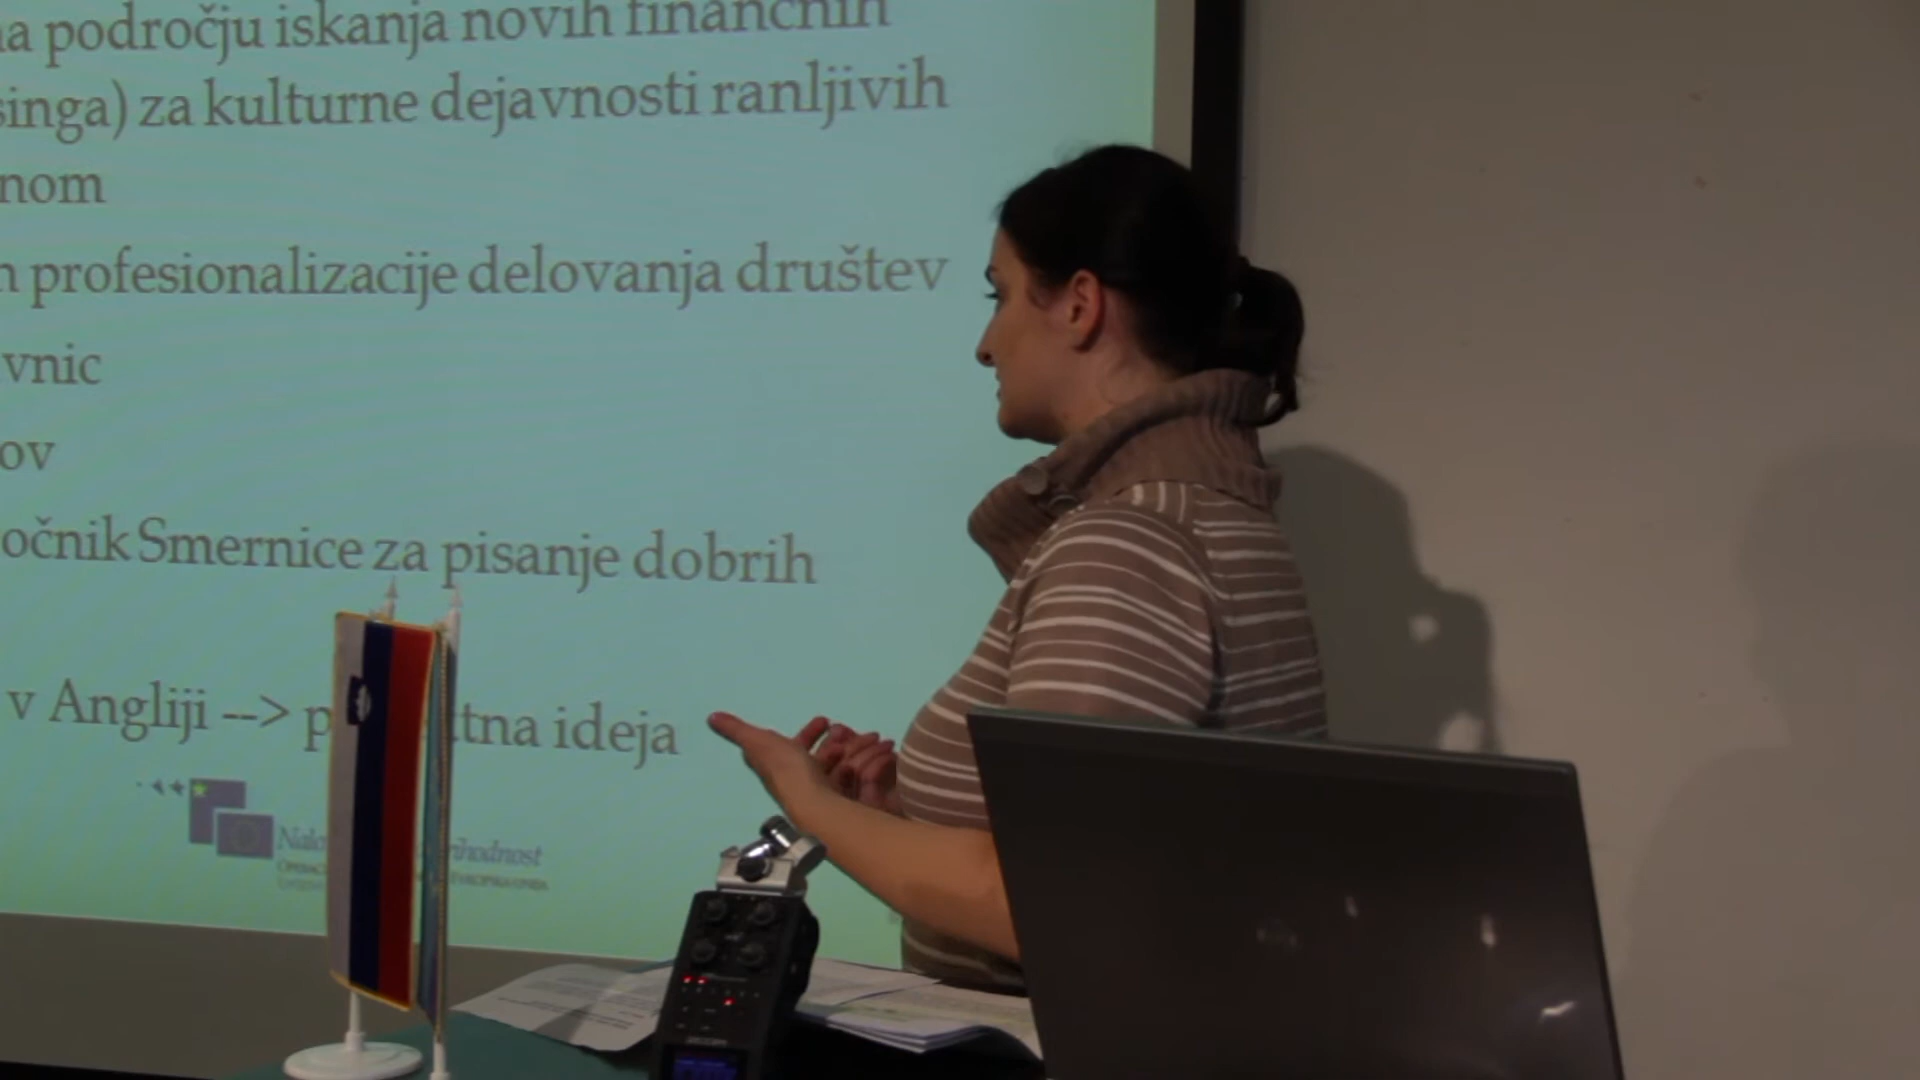 na področju iskanja novih finančnih
singa) za kulturne dejavnosti ranljivih
nom
profesionalizacije delovanja društev
vnic
ov
očnik Smernice za pisanje dobrih
v Angliji --> p tna ideja